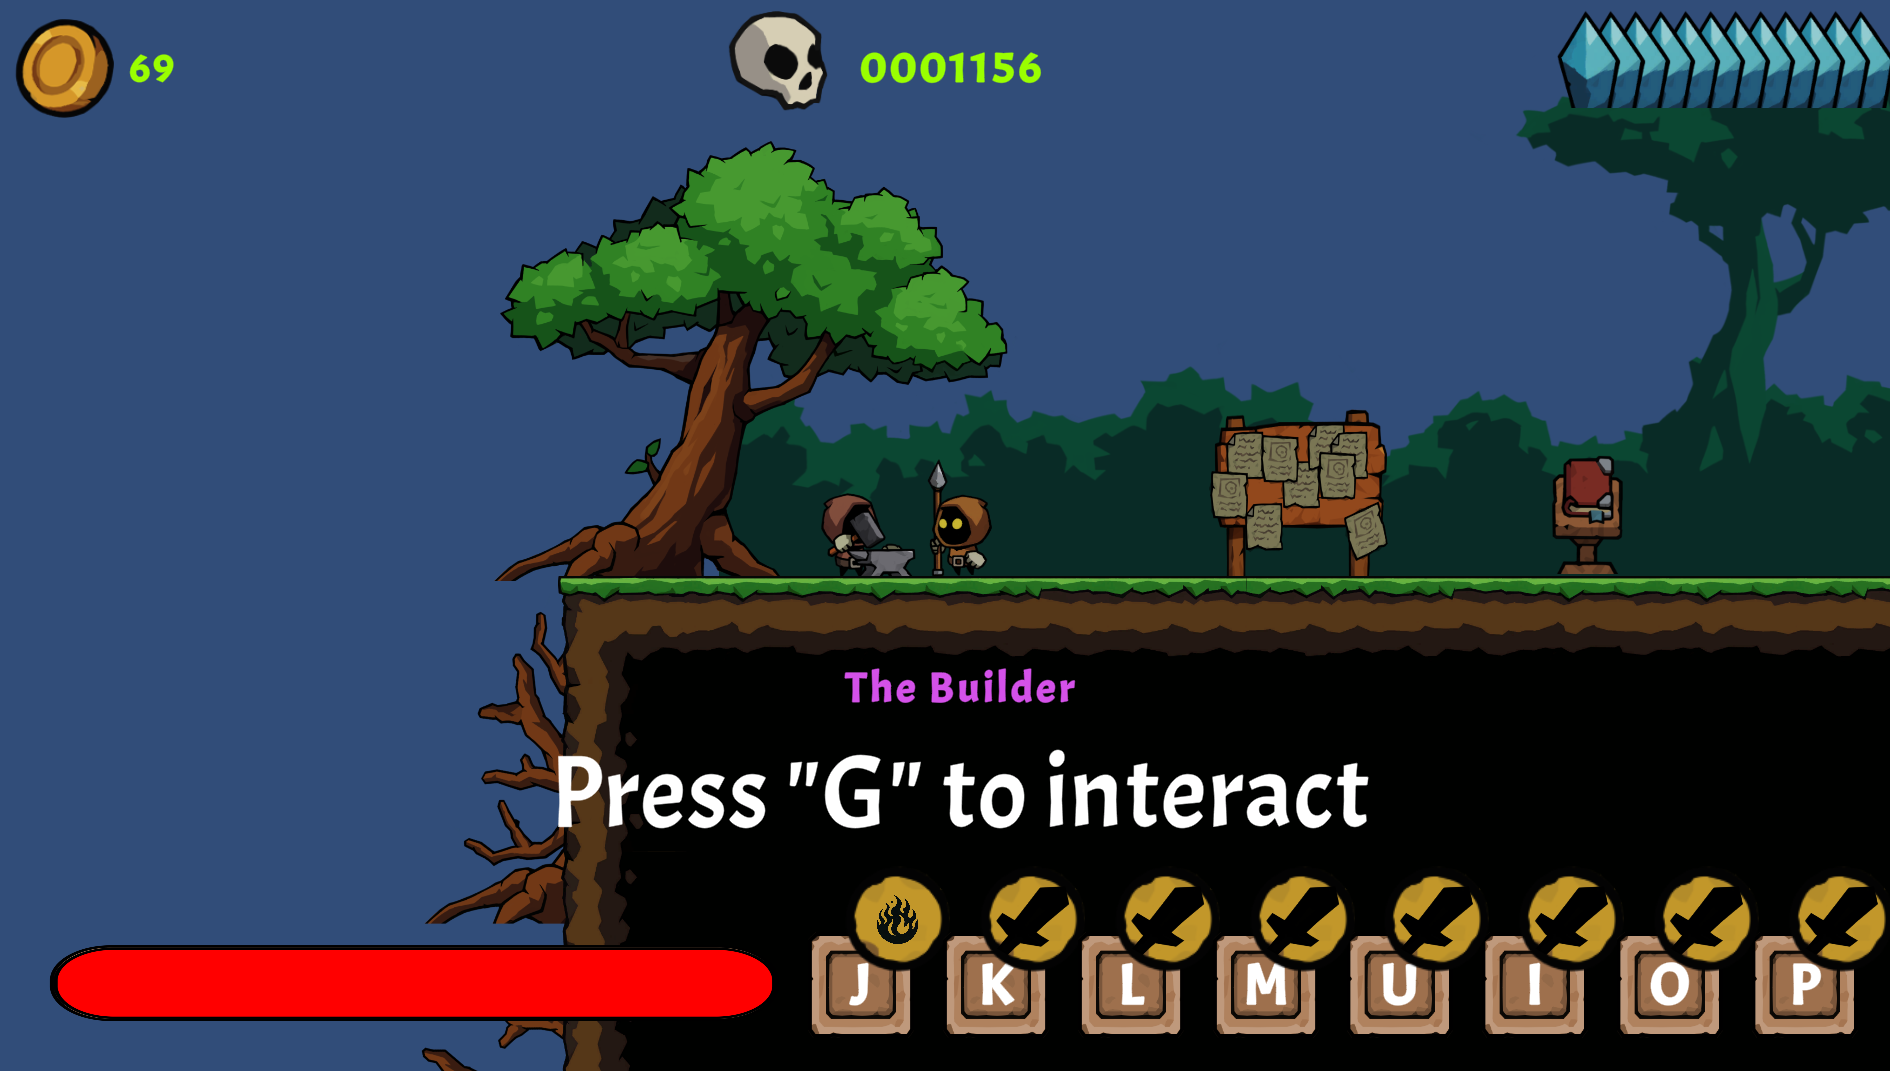 69
0001156
The Builder
Press "G" to interact
J K L M U I O P